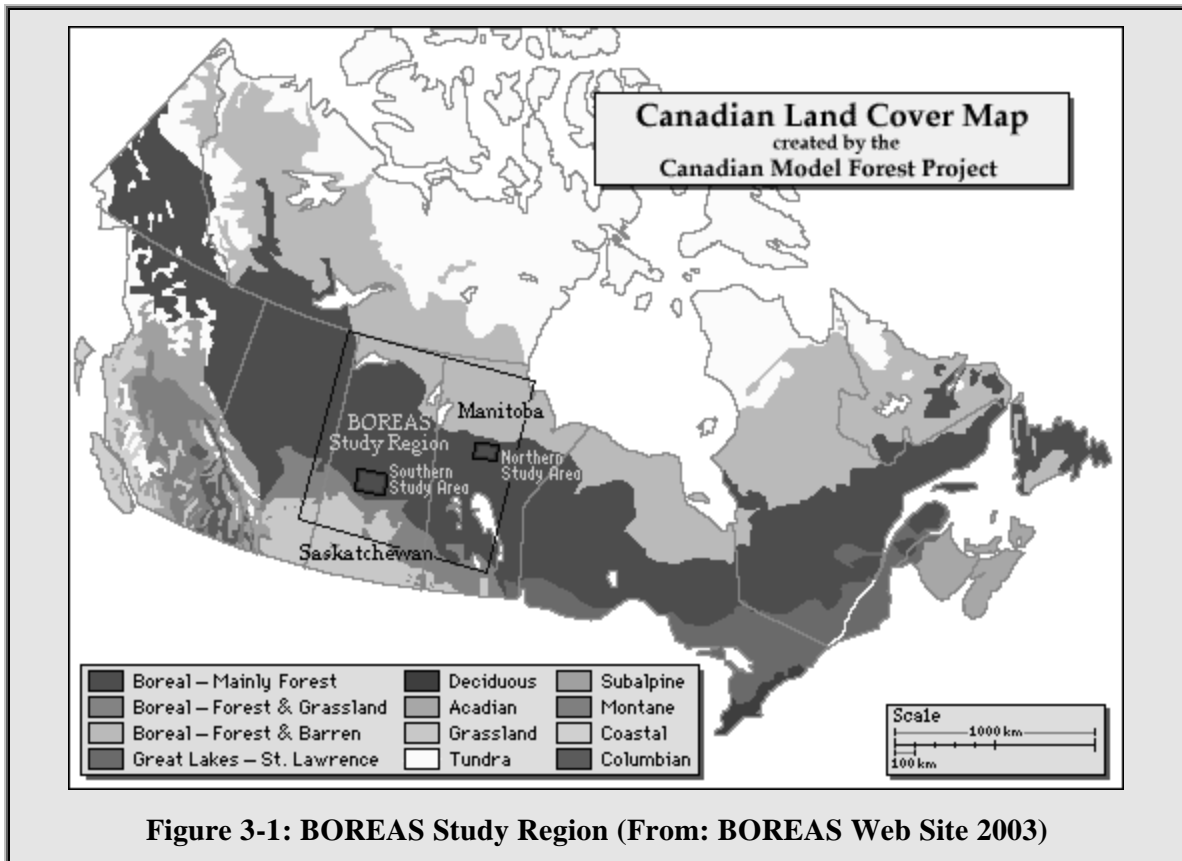 Canadian Land Cover Map
created by the
Canadian Model Forest Project
BOREAS
Study Region
Manitoba
Northern
Study Area
Southern
Study Area
Saskatchewan
Boreal – Mainly Forest
Boreal – Forest & Grassland
Boreal – Forest & Barren
Great Lakes – St. Lawrence
Deciduous
Acadian
Grassland
Tundra
Subalpine
Montane
Coastal
Columbian
Scale
1000 km
100 km
Figure 3-1: BOREAS Study Region (From: BOREAS Web Site 2003)